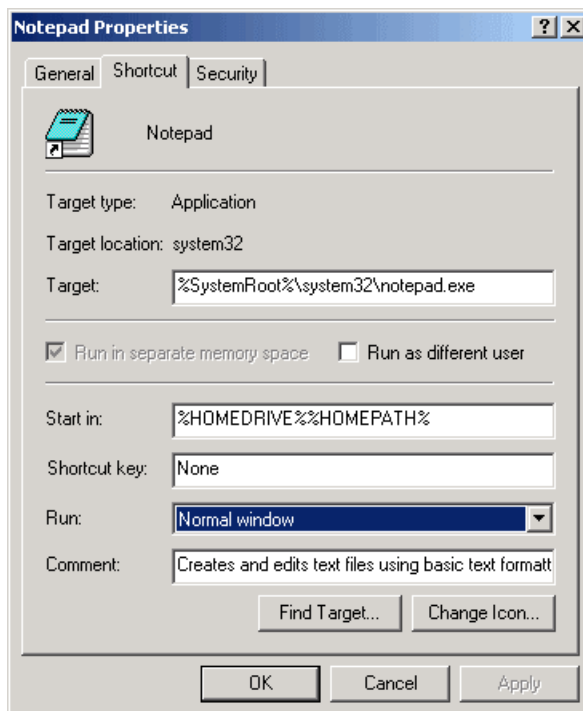 Notepad Properties
General Shortcut Security
Notepad
Target type: Application
Target location: system32
Target: %SystemRoot%\system32\notepad.exe
Run in separate memory space Run as different user
Start in: %HOMEDRIVE%%HOMEPATH%
Shortcut key: None
Run: Normal window
Comment: Creates and edits text files using basic text formatt
Find Target... Change Icon...
OK Cancel Apply